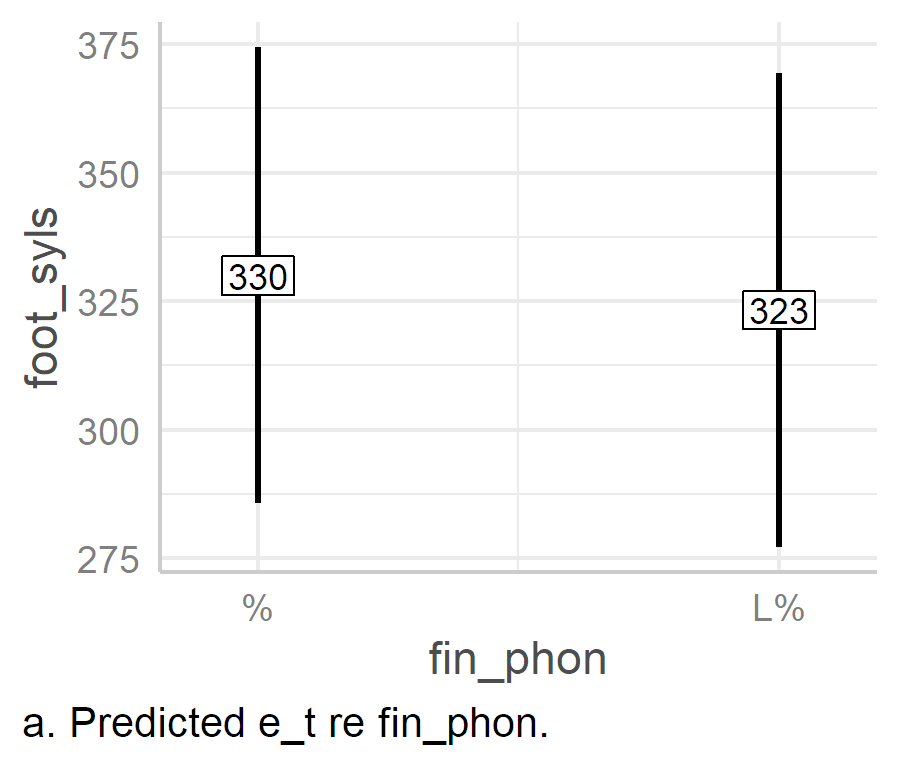 375
350
325
300
275
foot_syls
330
323
% L%
fin_phon
a. Predicted e_t re fin_phon.